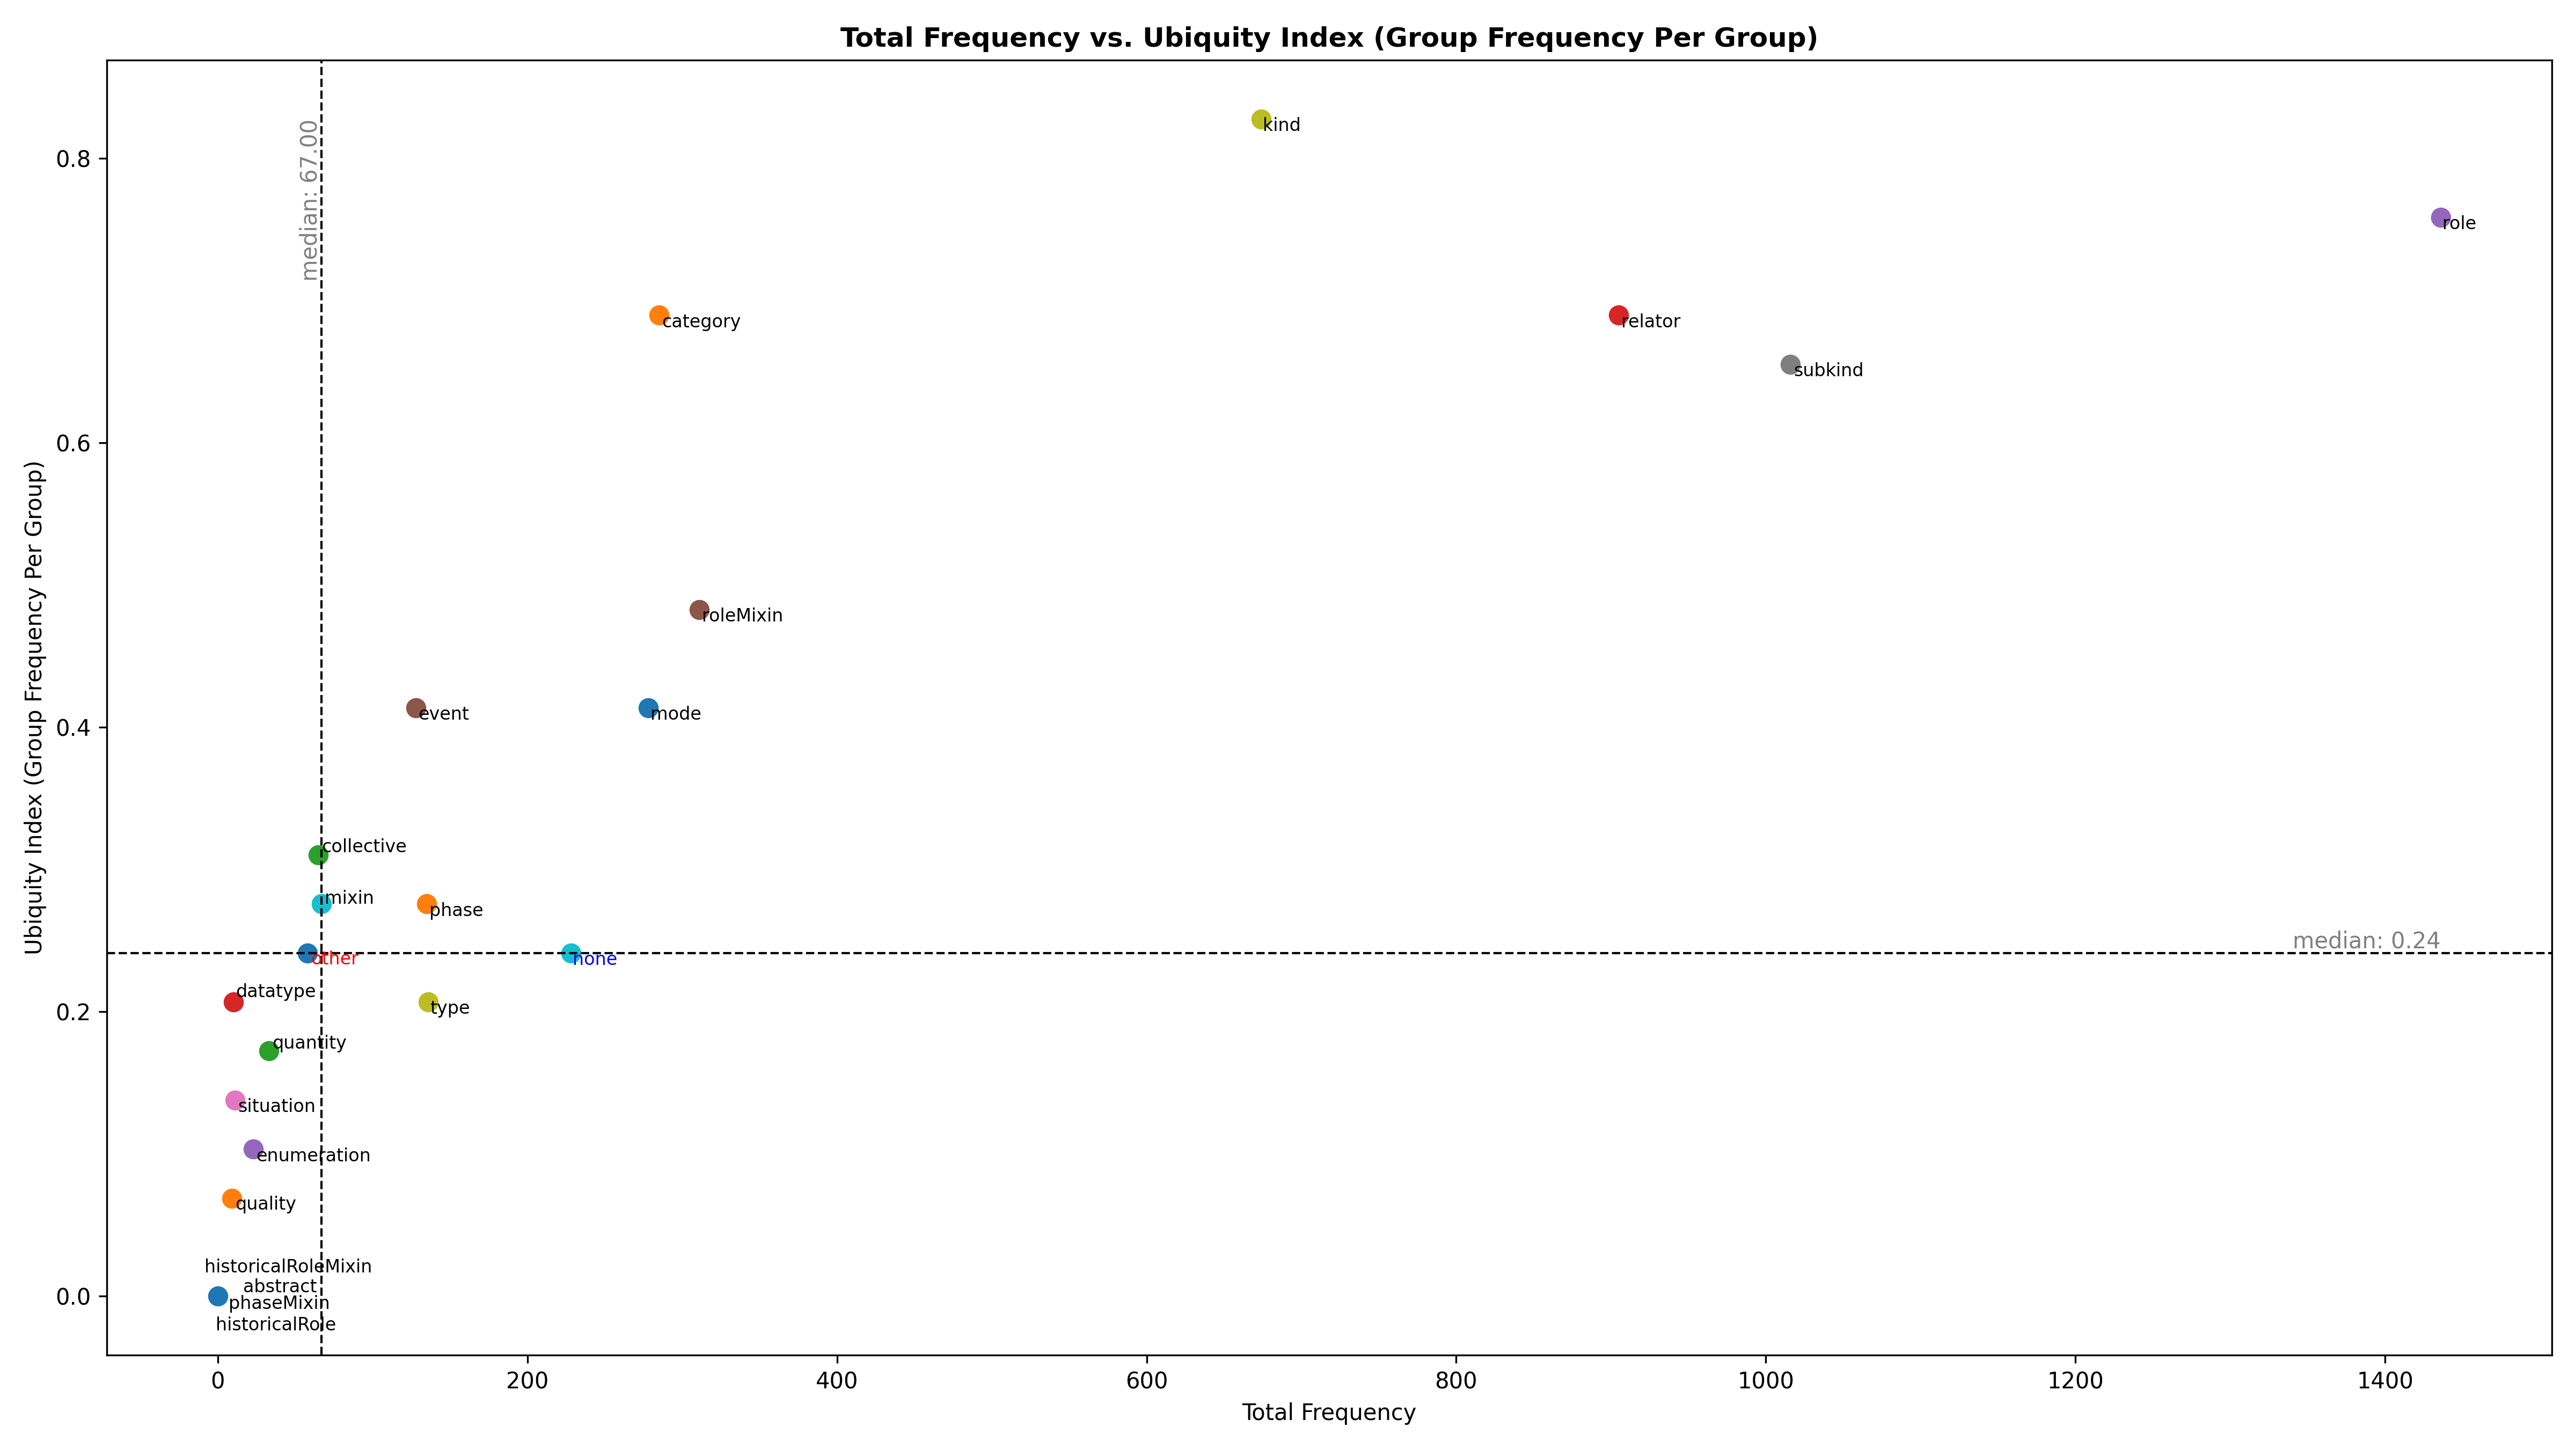 Total Frequency vs. Ubiquity Index (Group Frequency Per Group)
Ubiquity Index (Group Frequency Per Group)
0.8
0.6
0.4
0.2
0.0
median: 67.00
kind
role
category
relator
subkind
roleMixin
event
mode
collective
mixin
phase
median: 0.24
other
none
datatype
type
quantity
situation
enumeration
quality
historicalRoleMixin
abstract
phaseMixin
historicalRole
0
200
400
600
800
1000
1200
1400
Total Frequency